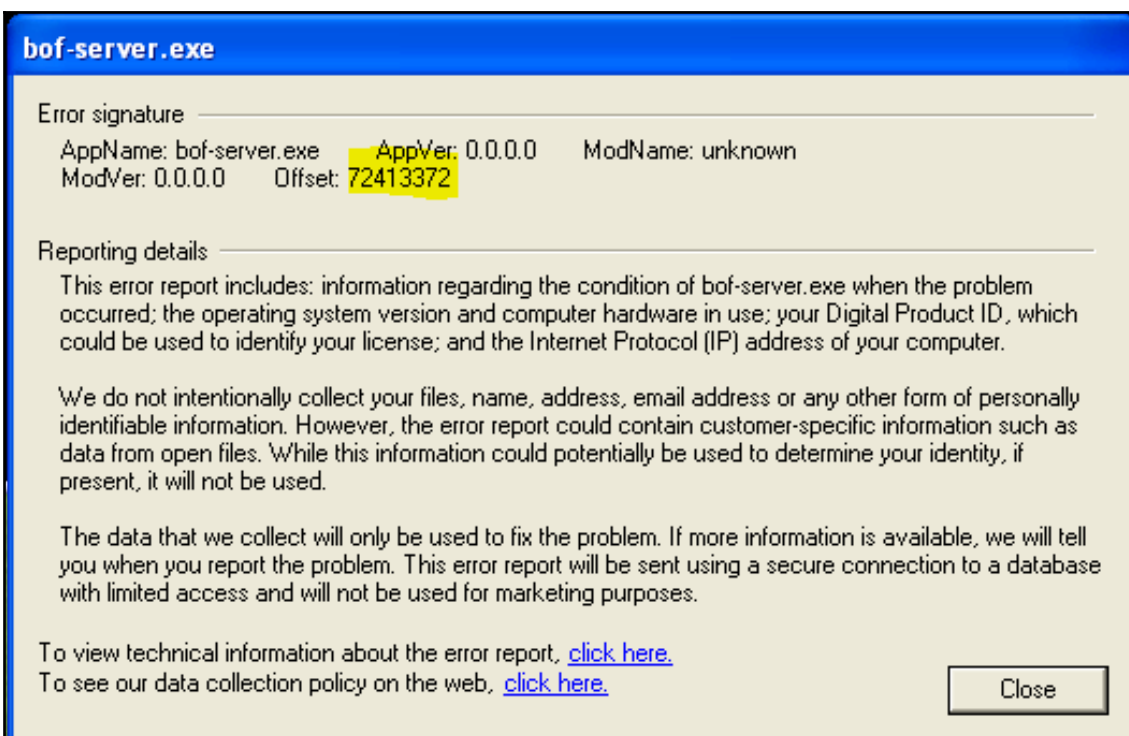 bof-server.exe
Error signature
AppName: bof-server.exe AppVer: 0.0.0.0 ModName: unknown
ModVer: 0.0.0.0 Offset: 72413372
Reporting details
This error report includes: information regarding the condition of bof-server.exe when the problem
occurred; the operating system version and computer hardware in use; your Digital Product ID, which
could be used to identify your license; and the Internet Protocol (IP) address of your computer.
We do not intentionally collect your files, name, address, email address or any other form of personally
identifiable information. However, the error report could contain customer-specific information such as
data from open files. While this information could potentially be used to determine your identity, if
present, it will not be used.
The data that we collect will only be used to fix the problem. If more information is available, we will tell
you when you report the problem. This error report will be sent using a secure connection to a database
with limited access and will not be used for marketing purposes.
To view technical information about the error report, click here.
To see our data collection policy on the web, click here.
Close